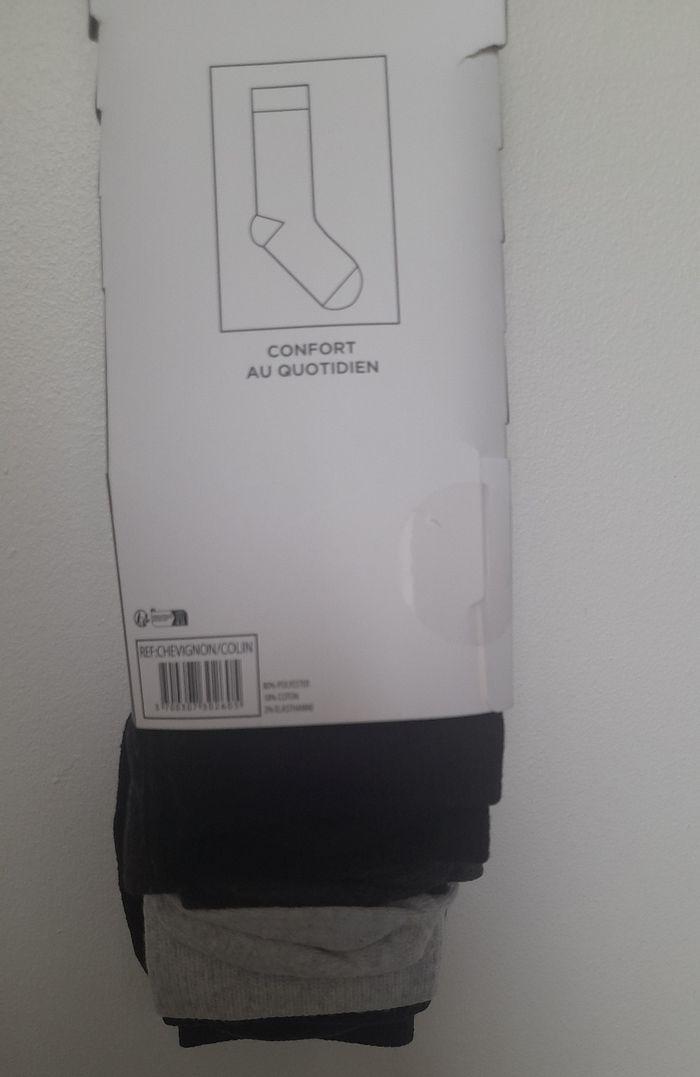 CONFORT
AU QUOTIDIEN
REF:CHEVIGNON/COLIN
80% POLYESTER
18% COTON
2% ELASTHANNE